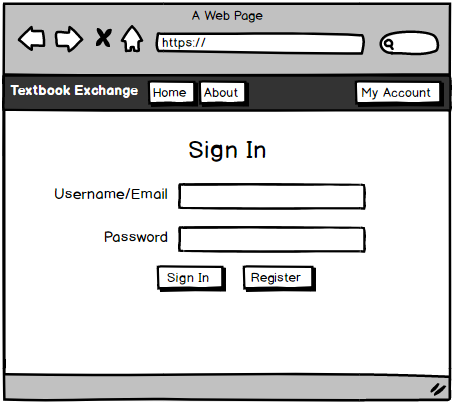 A Web Page
https://
Textbook Exchange Home About My Account
Sign In
Username/Email
Password
Sign In Register